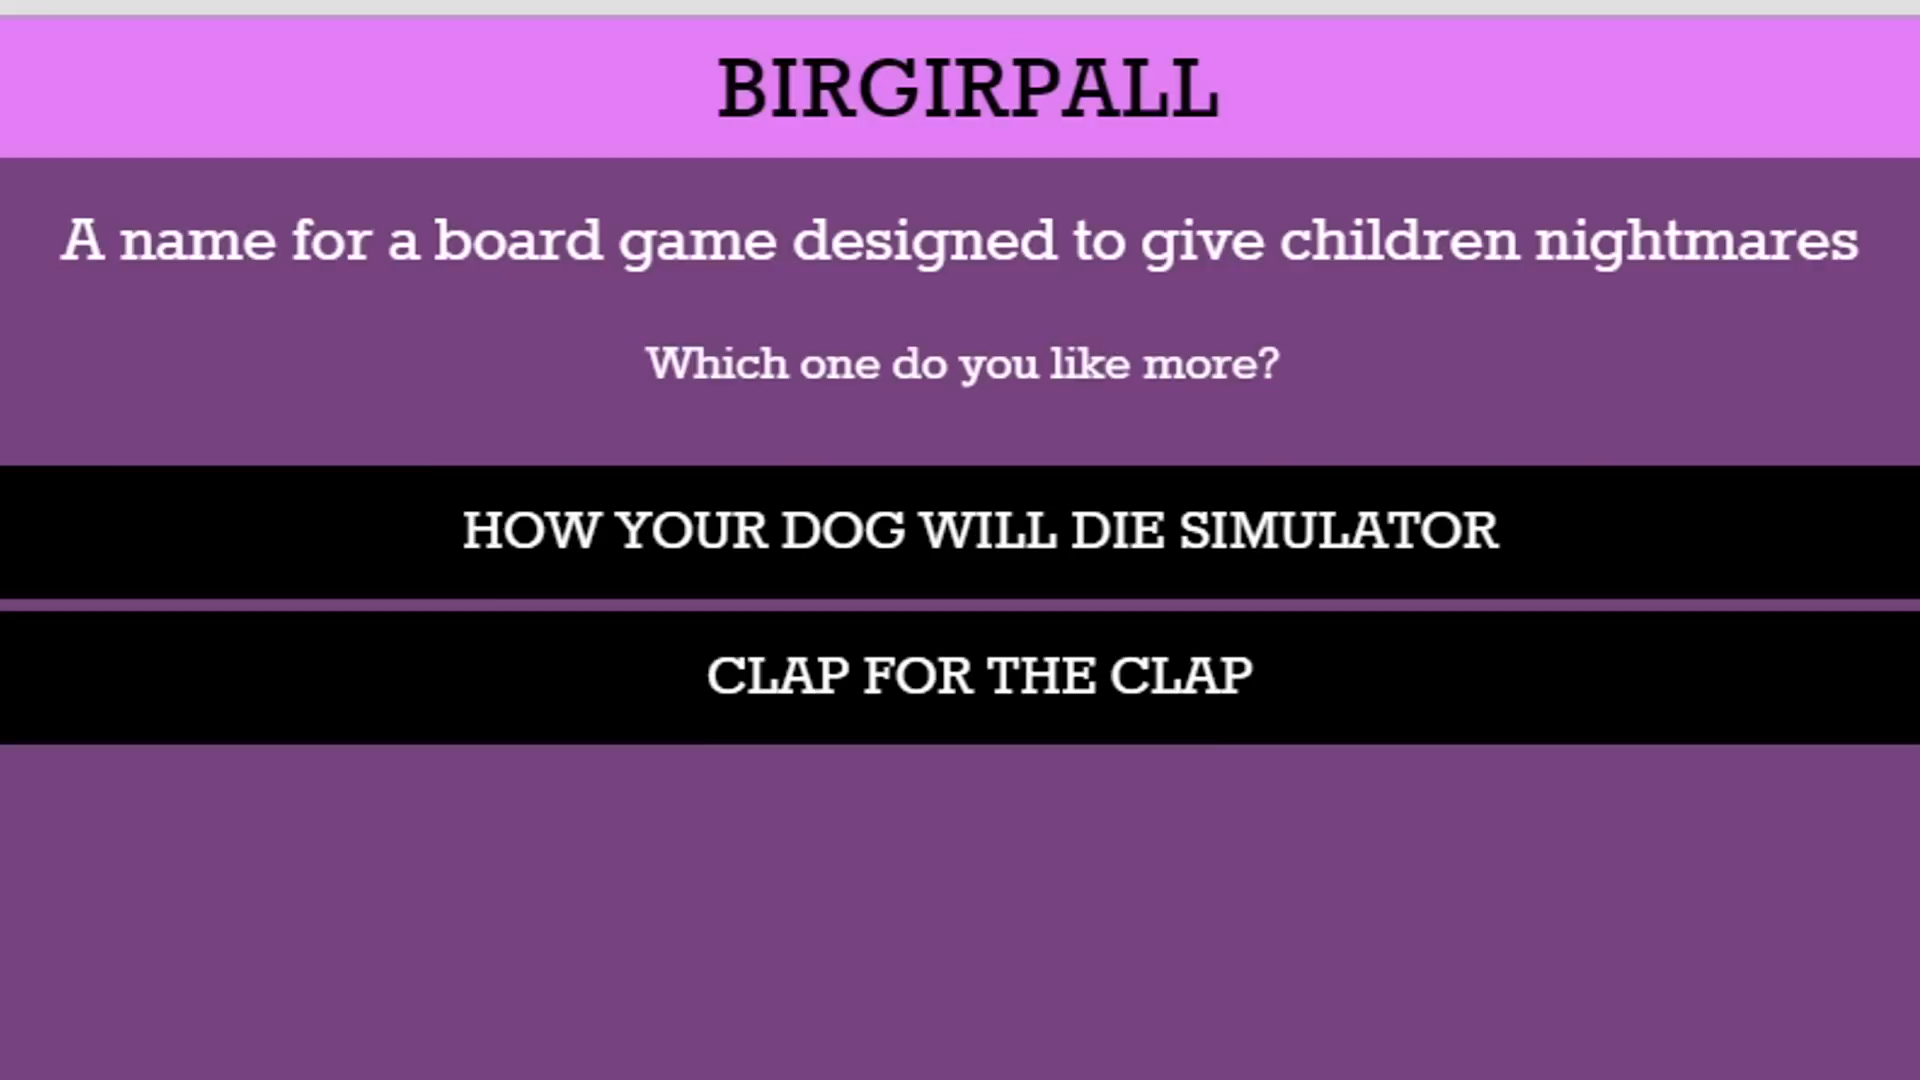 BIRGIRPALL
A name for a board game designed to give children nightmares
Which one do you like more?
HOW YOUR DOG WILL DIE SIMULATOR
CLAP FOR THE CLAP